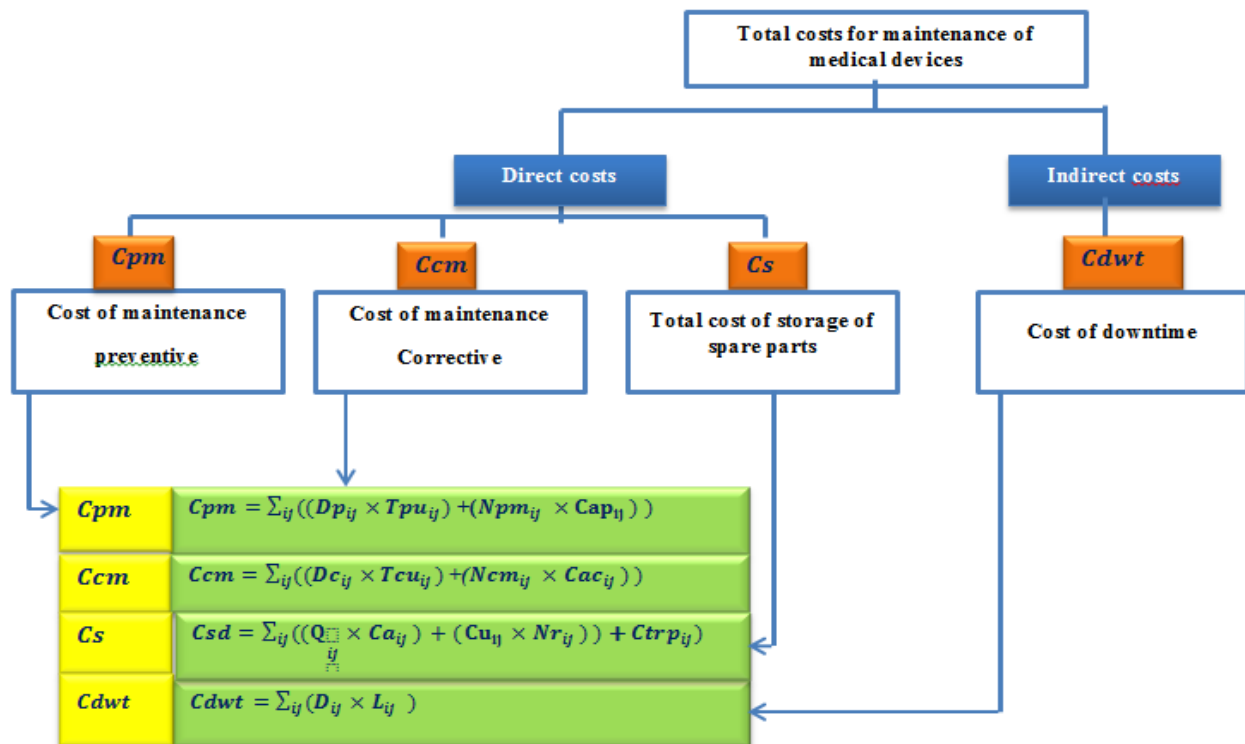 Total costs for maintenance of
medical devices
Direct costs
Indirect costs
Cpm
Ccm
Cs
Cdwt
Cost of maintenance
preventive
Cost of maintenance
Corrective
Total cost of storage of
spare parts
Cost of downtime
Cpm
Cpm = ∑ij((Dpij × Tpuij) +(Npmij × Capij))
Ccm
Ccm = ∑ij((Dcij × Tcuij) +(Ncmij × Cacij))
Cs
Csd = ∑ij((Qij × Caij) + (Cuij × Nrij)) + Ctrpij)
Cdwt
Cdwt = ∑ij(Dij × Lij)